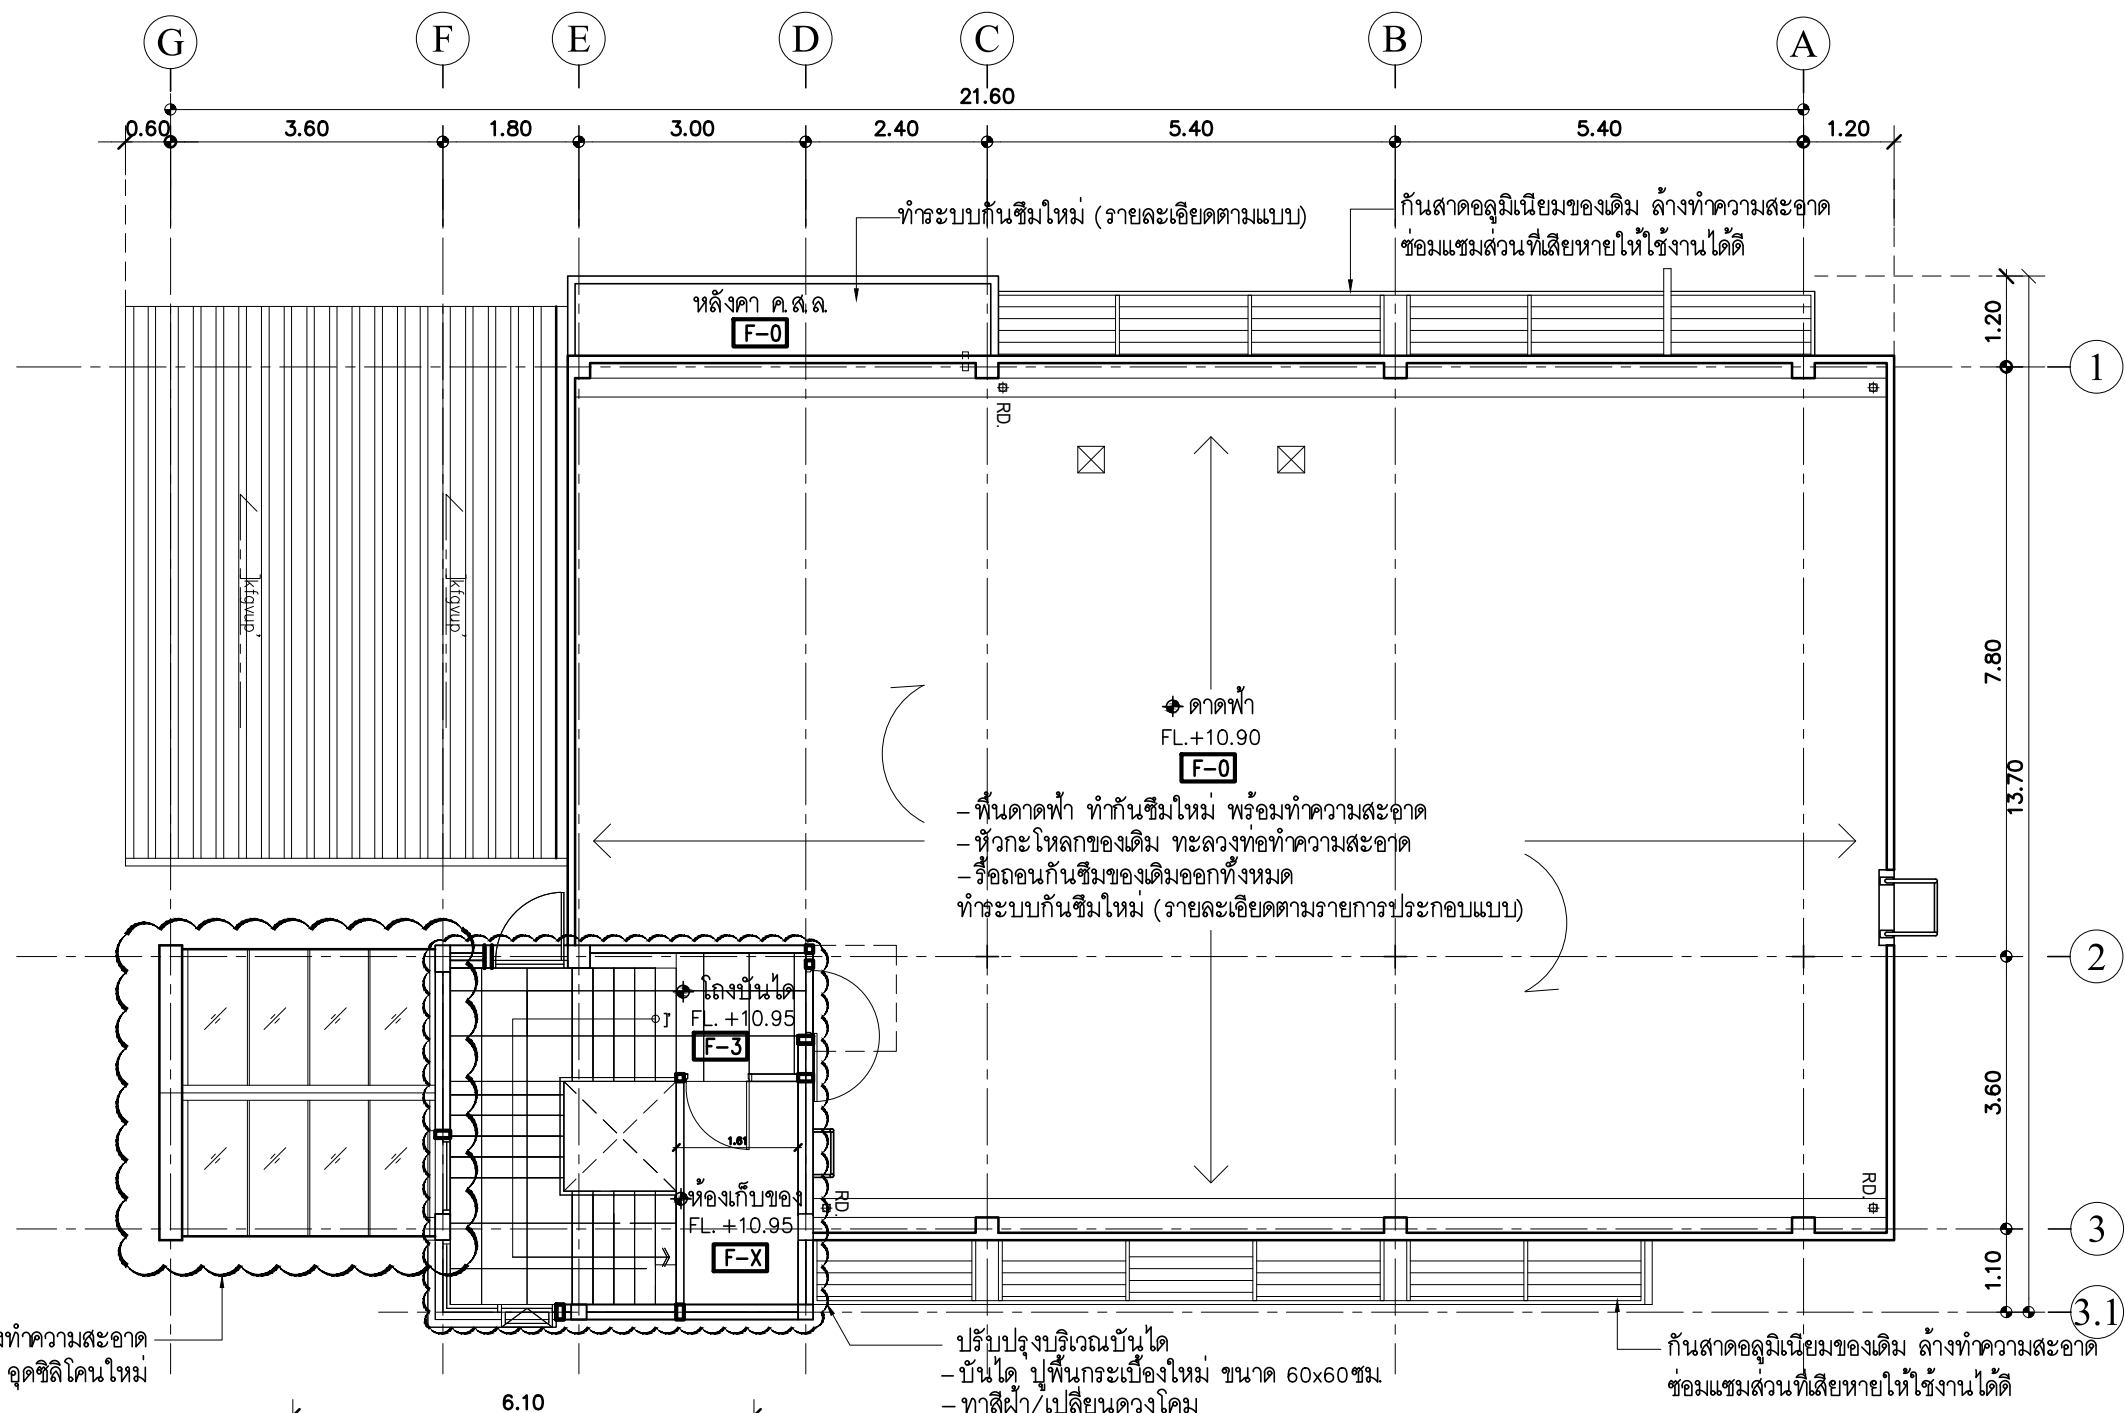 G F E D C B A
21.60
0.60 3.60 1.80 3.00 2.40 5.40 5.40 1.20
ทำระบบกันซึมใหม่ (รายละเอียดตามแบบ)
กันสาดอลูมิเนียมของเดิม ล้างทำความสะอาด
ซ่อมแซมส่วนที่เสียหายให้ใช้งานได้ดี
หลังคา ค.ส.ล.
F-0
1.20
1
RD.
kfgvup'
kfgvup'
7.80
13.70
ดาดฟ้า
FL.+10.90
F-0
-พื้นดาดฟ้า ทำกันซึมใหม่ พร้อมทำความสะอาด
-หัวกะโหลกของเดิม ทะลวงท่อทำความสะอาด
-รื้อถอนกันซึมของเดิมออกทั้งหมด
ทำระบบกันซึมใหม่ (รายละเอียดตามรายการประกอบแบบ)
2
โถงบันได
FL. +10.95
F-3
3.60
1.61
ห้องเก็บของ
FL. +10.95
F-X
RD.
RD.
3
1.10
3.1
งทำความสะอาด
อุดซิลิโคนใหม่
ปรับปรุงบริเวณบันได
-บันได ปูพื้นกระเบื้องใหม่ ขนาด 60x60ซม.
-ทาสีฝ้า/เปลี่ยนดวงโคม
กันสาดอลูมิเนียมของเดิม ล้างทำความสะอาด
ซ่อมแซมส่วนที่เสียหายให้ใช้งานได้ดี
6.10